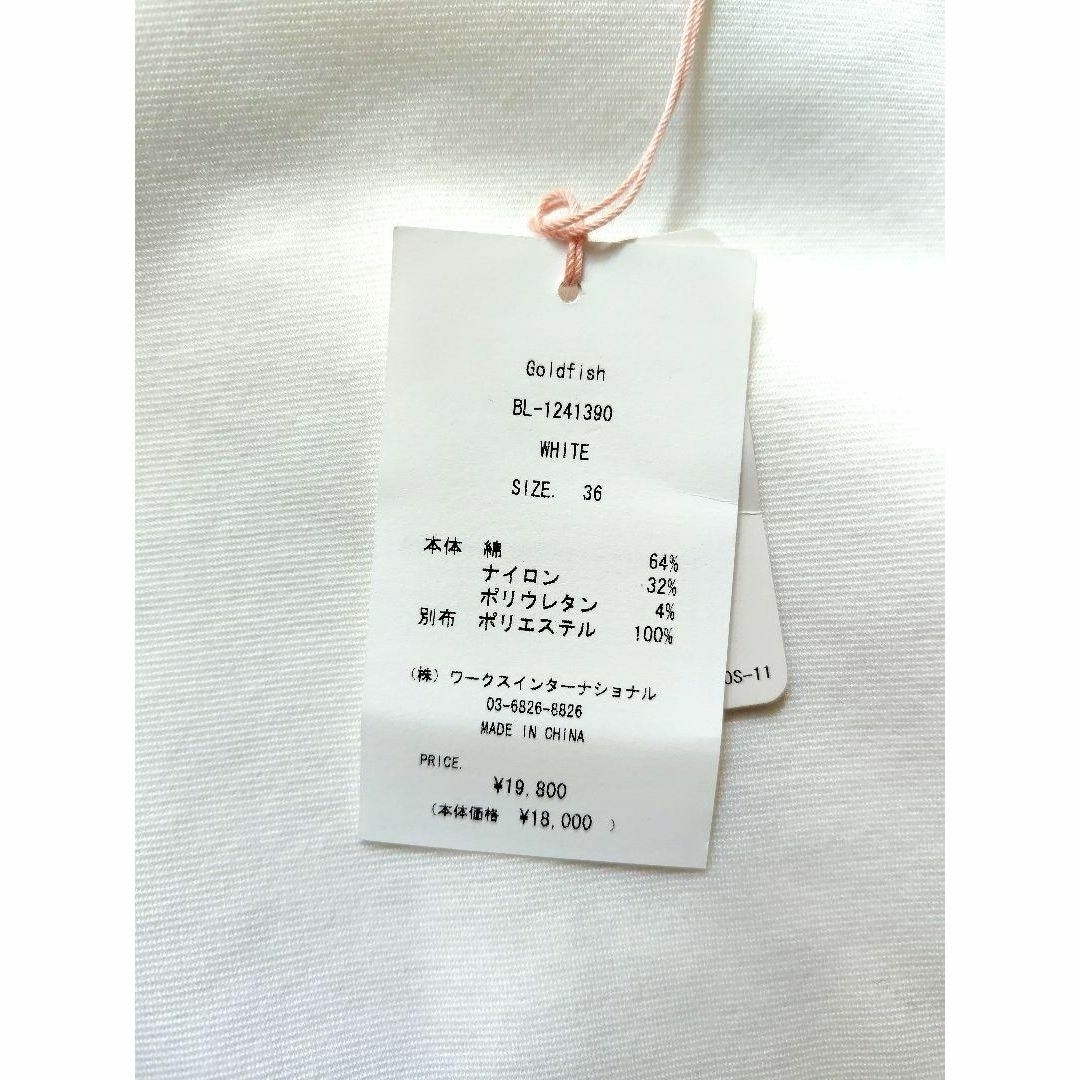 Goldfish
BL-1241390
WHITE
SIZE. 36
本体 綿 64%
ナイロン 32%
ポリウレタン 4%
別布 ポリエステル 100%
(株) ワークスインターナショナル
03-6826-8826
MADE IN CHINA
PRICE.
¥19,800
(本体価格 ¥18,000 )
OS-11